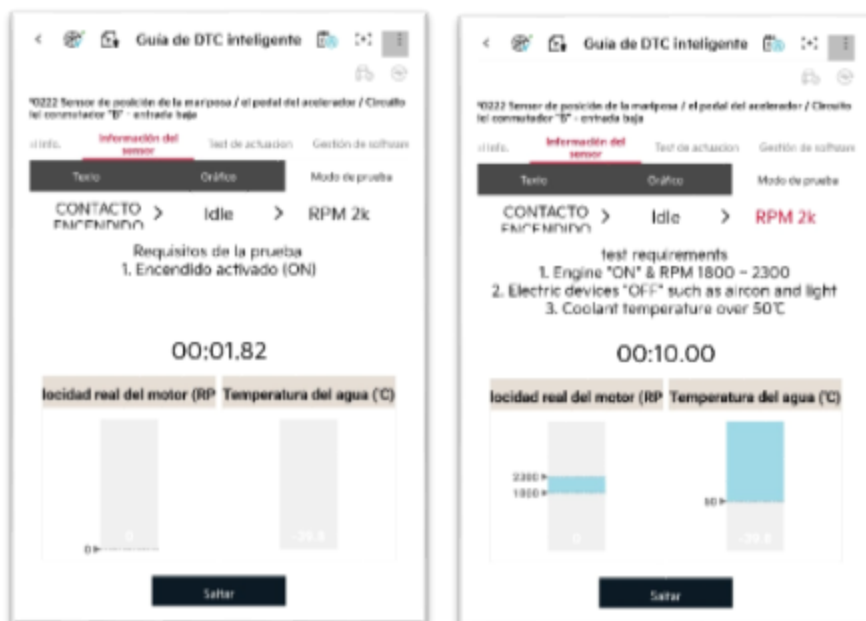 Guía de DTC inteligente
P0222 Sensor de posición de la mariposa / el pedal del acelerador / Circuito
del conmutador "B" - entrada baja
Información del sensor
Test de actuación
Gestión de software
Texto
Gráfico
Modo de prueba
CONTACTO ENCENDIDO
>
Idle
>
RPM 2k
Requisitos de la prueba
1. Encendido activado (ON)
00:01.82
locidad real del motor (RP
Temperatura del agua (℃)
0
-39.8
0
Saltar
Guía de DTC inteligente
P0222 Sensor de posición de la mariposa / el pedal del acelerador / Circuito
del conmutador "B" - entrada baja
Información del sensor
Test de actuación
Gestión de software
Texto
Gráfico
Modo de prueba
CONTACTO ENCENDIDO
>
Idle
>
RPM 2k
test requirements
1. Engine "ON" & RPM 1800 ~ 2300
2. Electric devices "OFF" such as aircon and light
3. Coolant temperature over 50℃
00:10.00
locidad real del motor (RP
Temperatura del agua (℃)
2300
1800
50
0
-39.8
Saltar